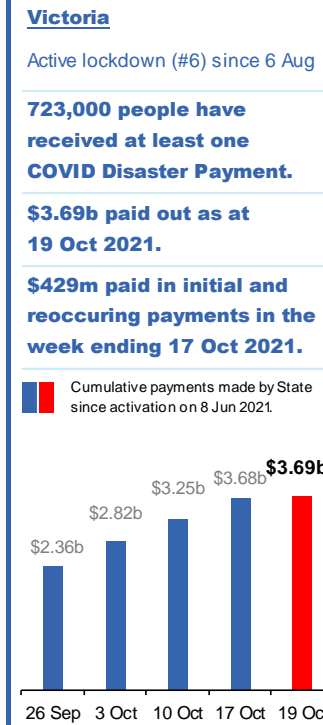 Victoria
Active lockdown (#6) since 6 Aug
723,000 people have
received at least one
COVID Disaster Payment.
$3.69b paid out as at
19 Oct 2021.
$429m paid in initial and
reoccuring payments in the
week ending 17 Oct 2021.
Cumulative payments made by State
since activation on 8 Jun 2021.
$2.36b
$2.82b
$3.25b
$3.68b
$3.69b
26 Sep 3 Oct 10 Oct 17 Oct 19 Oc